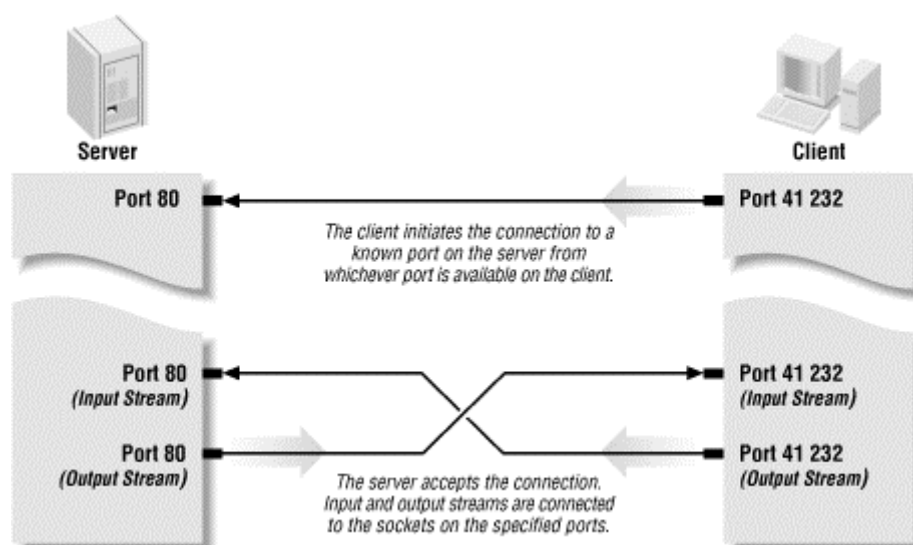 Server
Client
Port 80
Port 41 232
The client initiates the connection to a
known port on the server from
whichever port is available on the client.
Port 80
(Input Stream)
Port 41 232
(Input Stream)
Port 80
(Output Stream)
Port 41 232
(Output Stream)
The server accepts the connection.
Input and output streams are connected
to the sockets on the specified ports.